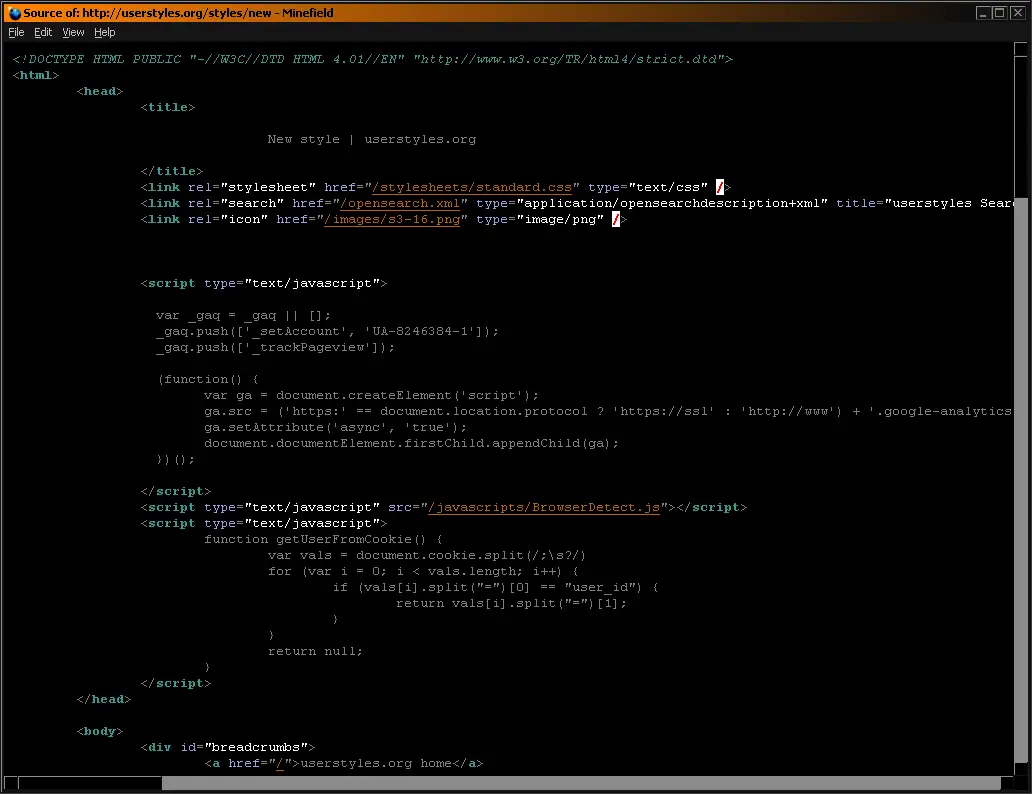 Source of: http://userstyles.org/styles/new - Minefield
File Edit View Help
<!DOCTYPE HTML PUBLIC "-//W3C//DTD HTML 4.01//EN" "http://www.w3.org/TR/html4/strict.dtd">
<html>
<head>
<title>
New style | userstyles.org
</title>
<link rel="stylesheet" href="/stylesheets/standard.css" type="text/css" />
<link rel="search" href="/opensearch.xml" type="application/opensearchdescription+xml" title="userstyles Sear
<link rel="icon" href="/images/s3-16.png" type="image/png" />
<script type="text/javascript">
var _gaq = _gaq || [];
_gaq.push(['_setAccount', 'UA-8246384-1']);
_gaq.push(['_trackPageview']);
(function() {
var ga = document.createElement('script');
ga.src = ('https:' == document.location.protocol ? 'https://ssl' : 'http://www') + '.google-analytics
ga.setAttribute('async', 'true');
document.documentElement.firstChild.appendChild(ga);
})();
</script>
<script type="text/javascript" src="/javascripts/BrowserDetect.js"></script>
<script type="text/javascript">
function getUserFromCookie() {
var vals = document.cookie.split(/;\s?/)
for (var i = 0; i < vals.length; i++) {
if (vals[i].split("=")[0] == "user_id") {
return vals[i].split("=")[1];
}
}
return null;
}
</script>
</head>
<body>
<div id="breadcrumbs">
<a href="/">userstyles.org home</a>